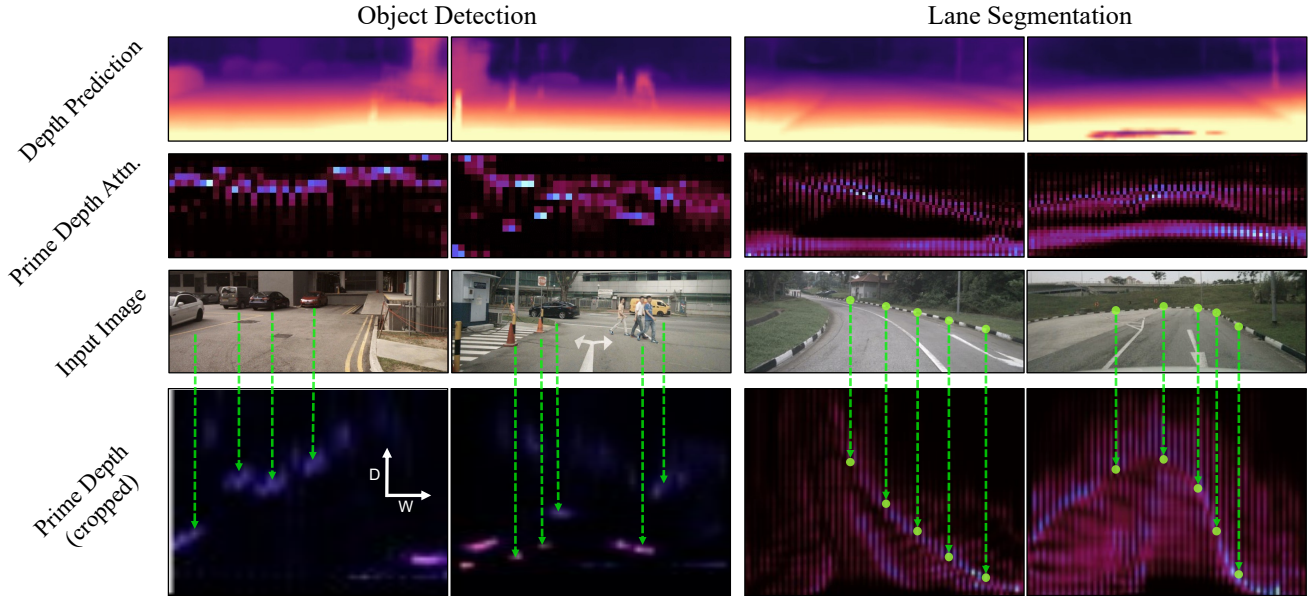 Object Detection
Lane Segmentation
Depth Prediction
Prime Depth Attn.
Input Image
Prime Depth
(cropped)
D
W